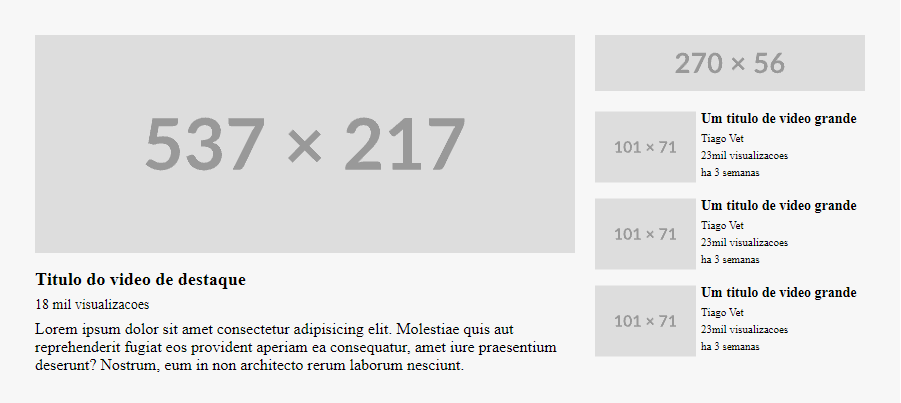 537 × 217
Titulo do video de destaque
18 mil visualizacoes
Lorem ipsum dolor sit amet consectetur adipisicing elit. Molestiae quis aut
reprehenderit fugiat eos provident aperiam ea consequatur, amet iure praesentium
deserunt? Nostrum, eum in non architecto rerum laborum nesciunt.
270 × 56
101 × 71
Um titulo de video grande
Tiago Vet
23mil visualizacoes
ha 3 semanas
101 × 71
Um titulo de video grande
Tiago Vet
23mil visualizacoes
ha 3 semanas
101 × 71
Um titulo de video grande
Tiago Vet
23mil visualizacoes
ha 3 semanas